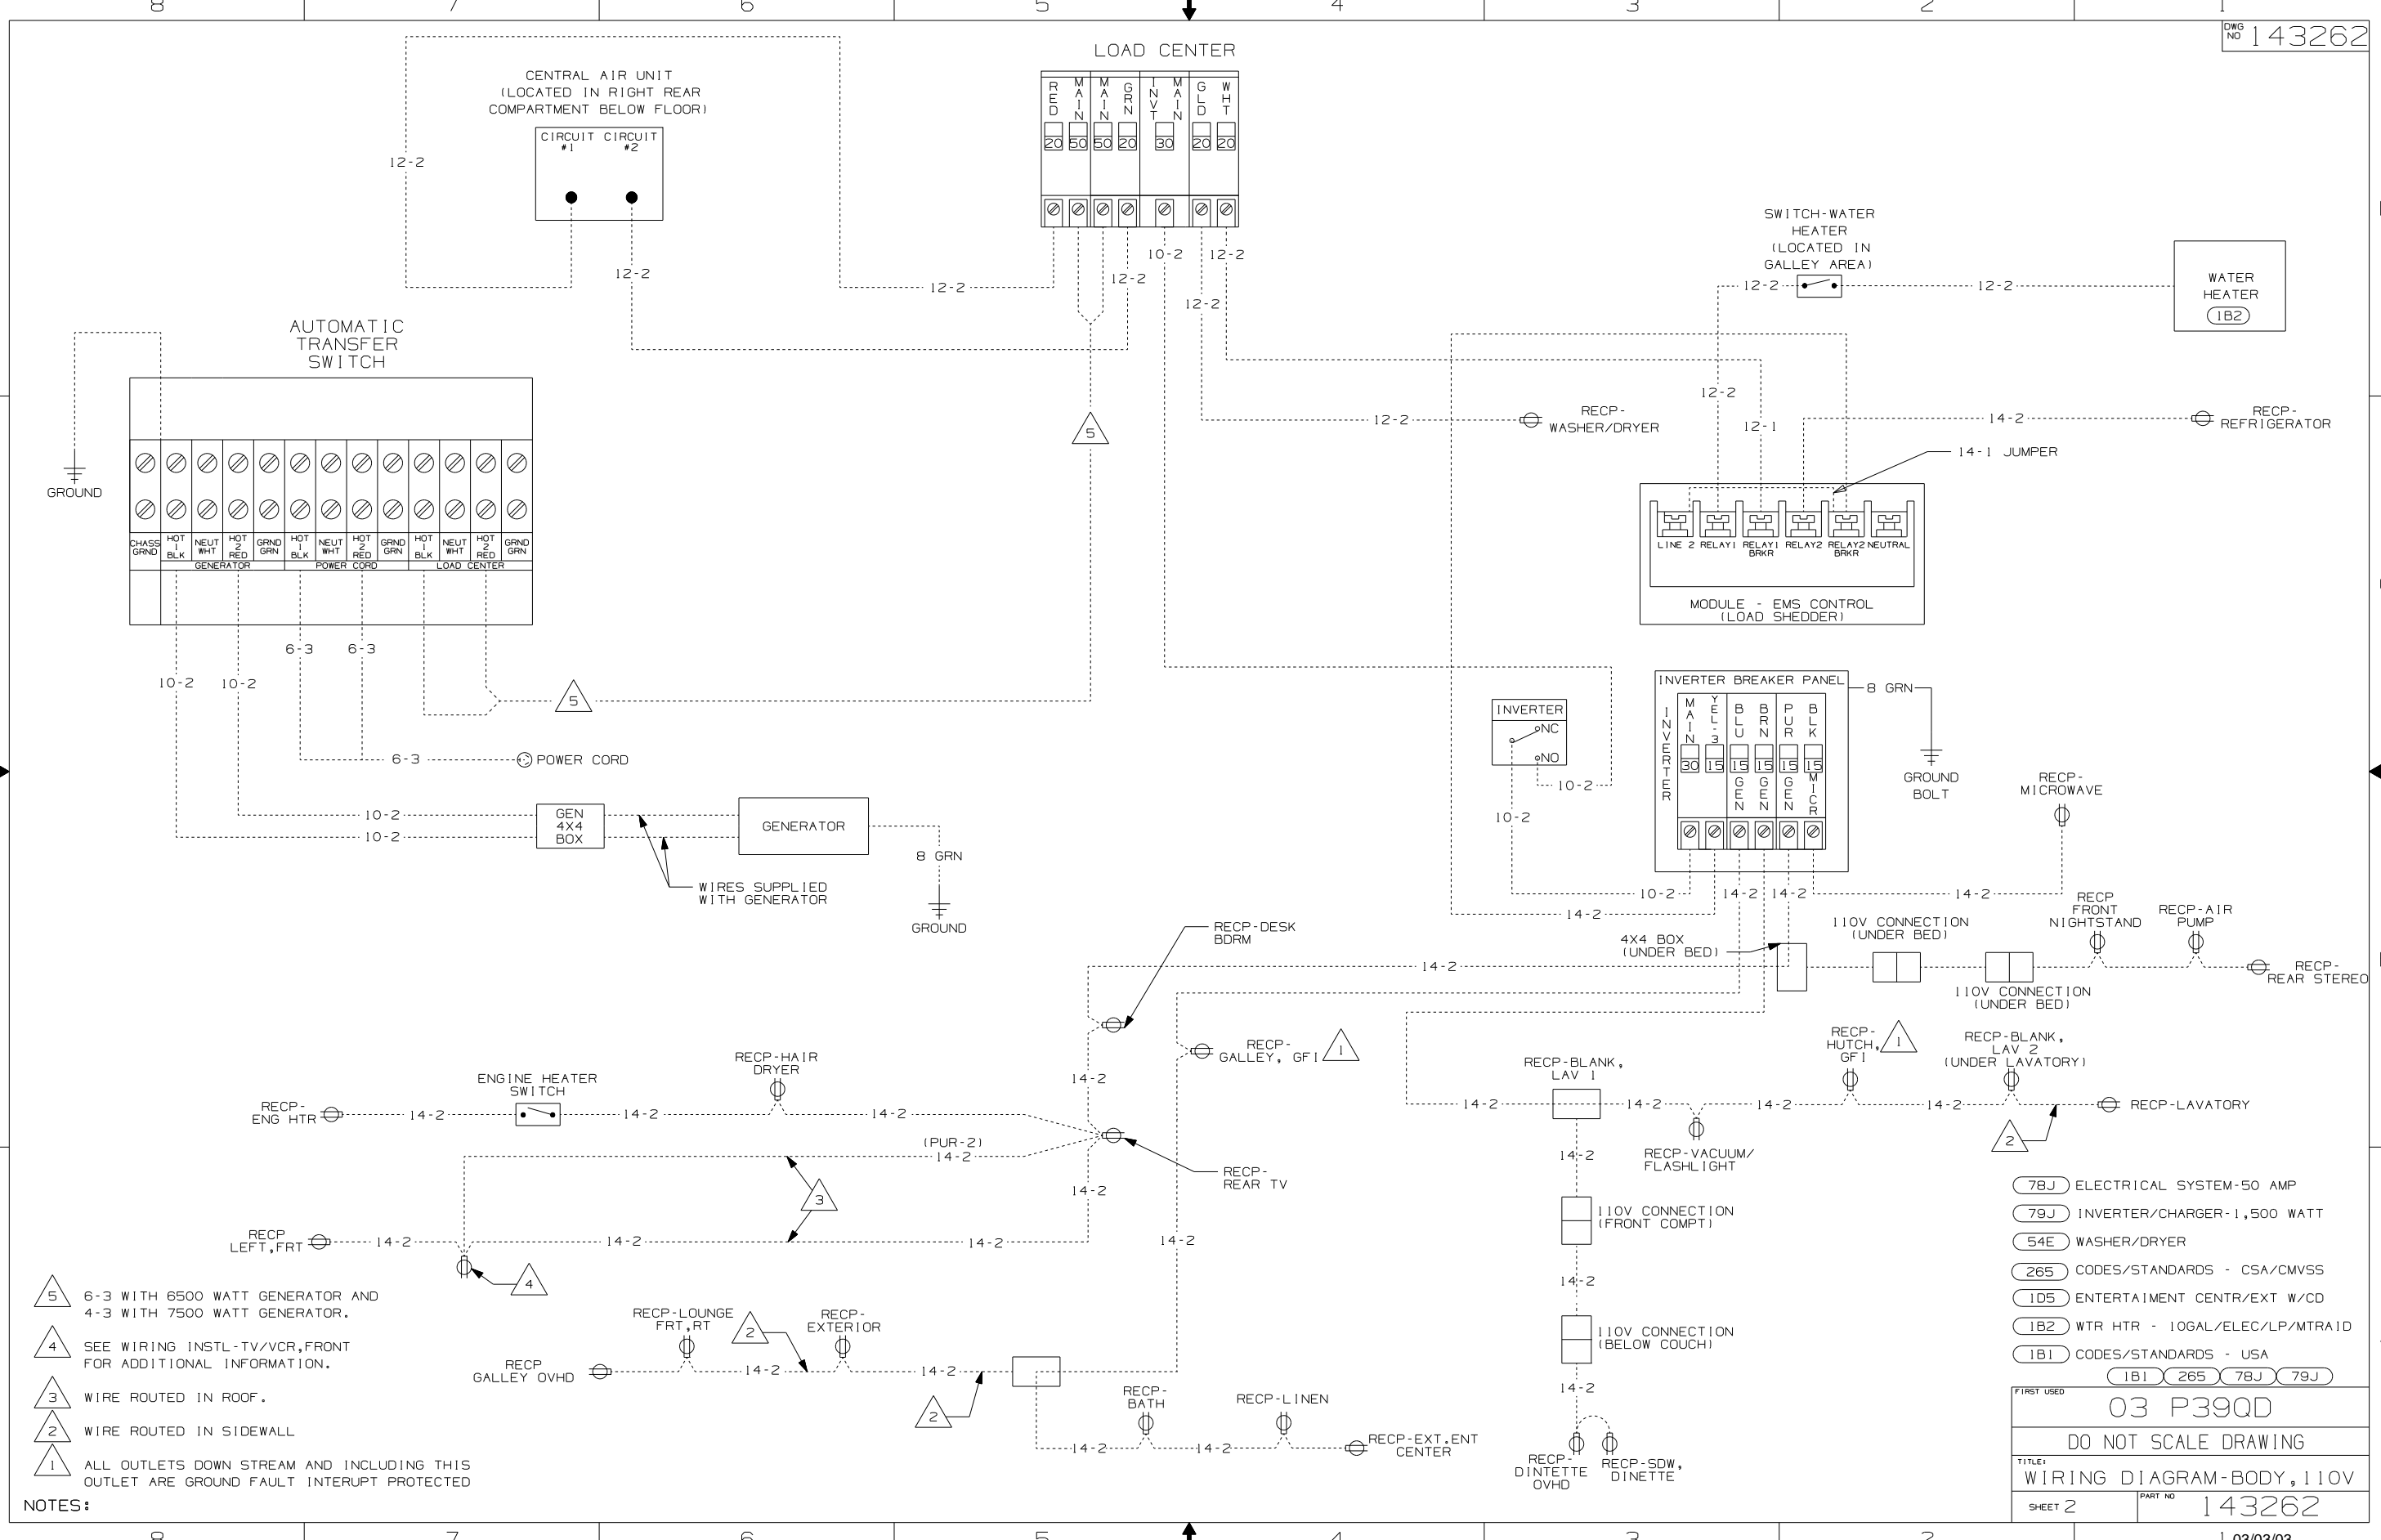 8 7 6 5 4 3 2 1
DWG
NO 143262
LOAD CENTER
RED
MAIN
MAIN
GRN
INVT
MAIN
GLD
WHT
20 50 50 20 30 20 20
CENTRAL AIR UNIT
(LOCATED IN RIGHT REAR
COMPARTMENT BELOW FLOOR)
CIRCUIT CIRCUIT
#1 #2
12-2
12-2
12-2
12-2
10-2
12-2
12-2
SWITCH-WATER
HEATER
(LOCATED IN
GALLEY AREA)
12-2
12-2
WATER
HEATER
1B2
AUTOMATIC
TRANSFER
SWITCH
GROUND
CHASS
GRND
HOT
1
BLK
NEUT
WHT
HOT
2
RED
GRND
GRN
HOT
1
BLK
NEUT
WHT
HOT
2
RED
GRND
GRN
HOT
1
BLK
NEUT
WHT
HOT
2
RED
GRND
GRN
GENERATOR
POWER CORD
LOAD CENTER
5
12-2
12-2
RECP-
WASHER/DRYER
12-1
14-2
RECP-
REFRIGERATOR
14-1 JUMPER
LINE 2
RELAY1
RELAY1
BRKR
RELAY2
RELAY2
BRKR
NEUTRAL
MODULE - EMS CONTROL
(LOAD SHEDDER)
6-3 6-3
10-2 10-2
5
6-3
POWER CORD
10-2
10-2
GEN
4X4
BOX
GENERATOR
8 GRN
GROUND
WIRES SUPPLIED
WITH GENERATOR
INVERTER
NC
NO
10-2
10-2
INVERTER BREAKER PANEL
INVERTER
MAIN
YEL-3
BLU
BRN
PUR
BLK
30 15 15 15 15 15
GEN
GEN
GEN
MICR
8 GRN
GROUND
BOLT
RECP-
MICROWAVE
10-2 14-2 14-2 14-2
14-2
RECP-DESK
BDRM
4X4 BOX
(UNDER BED)
14-2
110V CONNECTION
(UNDER BED)
110V CONNECTION
(UNDER BED)
RECP
FRONT
NIGHTSTAND
RECP-AIR
PUMP
RECP-
REAR STEREO
RECP-
GALLEY, GFI
1
14-2
RECP-HAIR
DRYER
ENGINE HEATER
SWITCH
RECP-
ENG HTR
14-2 14-2 14-2
(PUR-2)
14-2
RECP-
REAR TV
3
14-2
RECP
LEFT,FRT
14-2 14-2 14-2
4
14-2
RECP-BLANK,
LAV 1
RECP-
HUTCH,
GFI
1
RECP-BLANK,
LAV 2
(UNDER LAVATORY)
14-2 14-2 14-2 14-2
RECP-LAVATORY
2
RECP-VACUUM/
FLASHLIGHT
14-2
110V CONNECTION
(FRONT COMPT)
14-2
110V CONNECTION
(BELOW COUCH)
14-2
RECP-
DINTETTE
OVHD
RECP-SDW,
DINETTE
RECP-LOUNGE
FRT,RT
2
RECP-
EXTERIOR
RECP
GALLEY OVHD
14-2 14-2
2
RECP-
BATH
RECP-LINEN
14-2 14-2
RECP-EXT.ENT
CENTER
5 6-3 WITH 6500 WATT GENERATOR AND
4-3 WITH 7500 WATT GENERATOR.
4 SEE WIRING INSTL-TV/VCR,FRONT
FOR ADDITIONAL INFORMATION.
3 WIRE ROUTED IN ROOF.
2 WIRE ROUTED IN SIDEWALL
1 ALL OUTLETS DOWN STREAM AND INCLUDING THIS
OUTLET ARE GROUND FAULT INTERUPT PROTECTED
NOTES:
78J ELECTRICAL SYSTEM-50 AMP
79J INVERTER/CHARGER-1,500 WATT
54E WASHER/DRYER
265 CODES/STANDARDS - CSA/CMVSS
1D5 ENTERTAIMENT CENTR/EXT W/CD
1B2 WTR HTR - 10GAL/ELEC/LP/MTRAID
1B1 CODES/STANDARDS - USA
1B1 265 78J 79J
FIRST USED
03 P39QD
DO NOT SCALE DRAWING
TITLE:
WIRING DIAGRAM-BODY,110V
SHEET 2
PART NO 143262
8 7 6 5 4 3 2 1
03/03/03